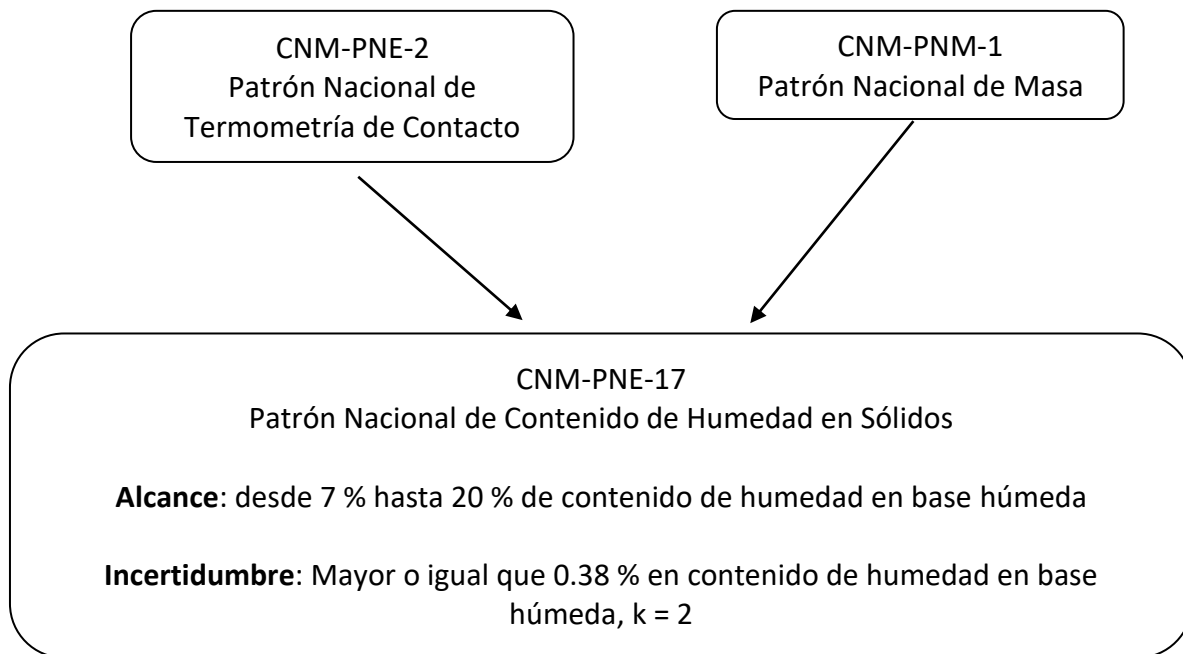 CNM-PNE-2
Patrón Nacional de
Termometría de Contacto
CNM-PNM-1
Patrón Nacional de Masa
CNM-PNE-17
Patrón Nacional de Contenido de Humedad en Sólidos
Alcance: desde 7 % hasta 20 % de contenido de humedad en base húmeda
Incertidumbre: Mayor o igual que 0.38 % en contenido de humedad en base
húmeda, k = 2